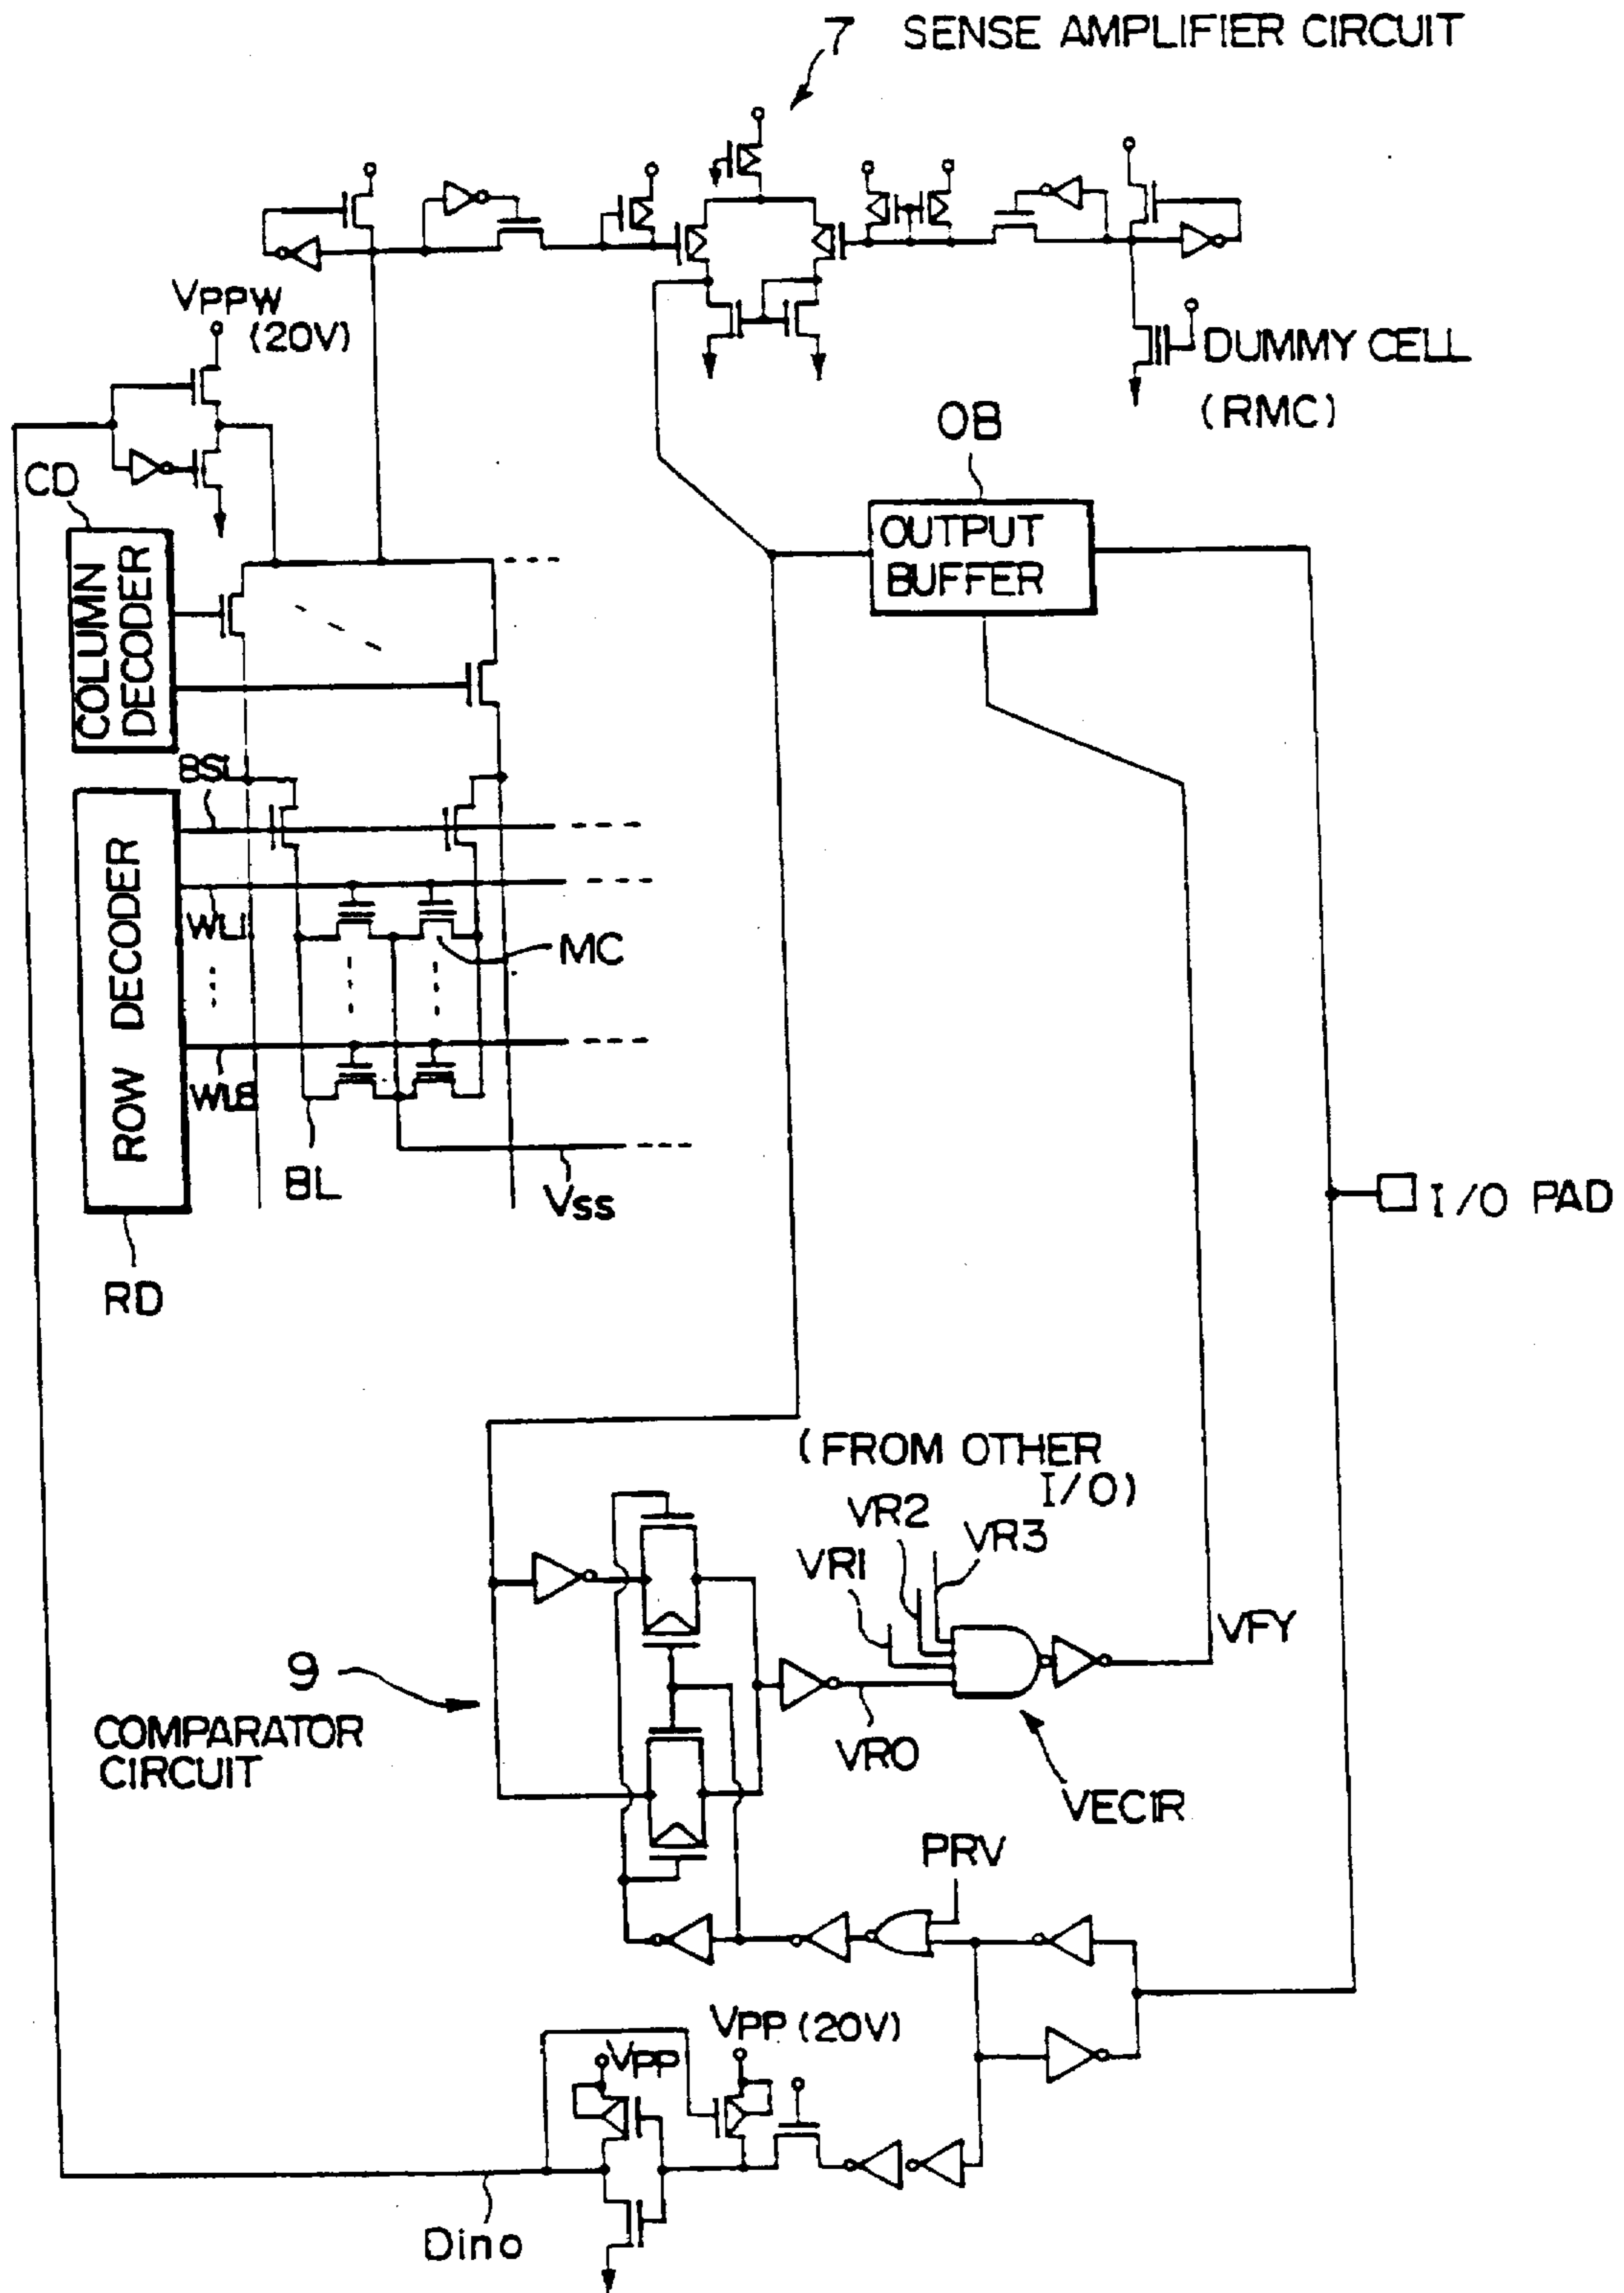 7 SENSE AMPLIFIER CIRCUIT
VPPW
(20V)
DUMMY CELL
(RMC)
OB
CD
OUTPUT
BUFFER
COLUMN
DECODER
BSL
ROW DECODER
WL1
MC
WL8
BL
VSS
I/O PAD
RD
(FROM OTHER
I/O)
VR2
VR3
VR1
VFY
9
COMPARATOR
CIRCUIT
VR0
VECIR
PRV
VPP (20V)
VPP
Dino